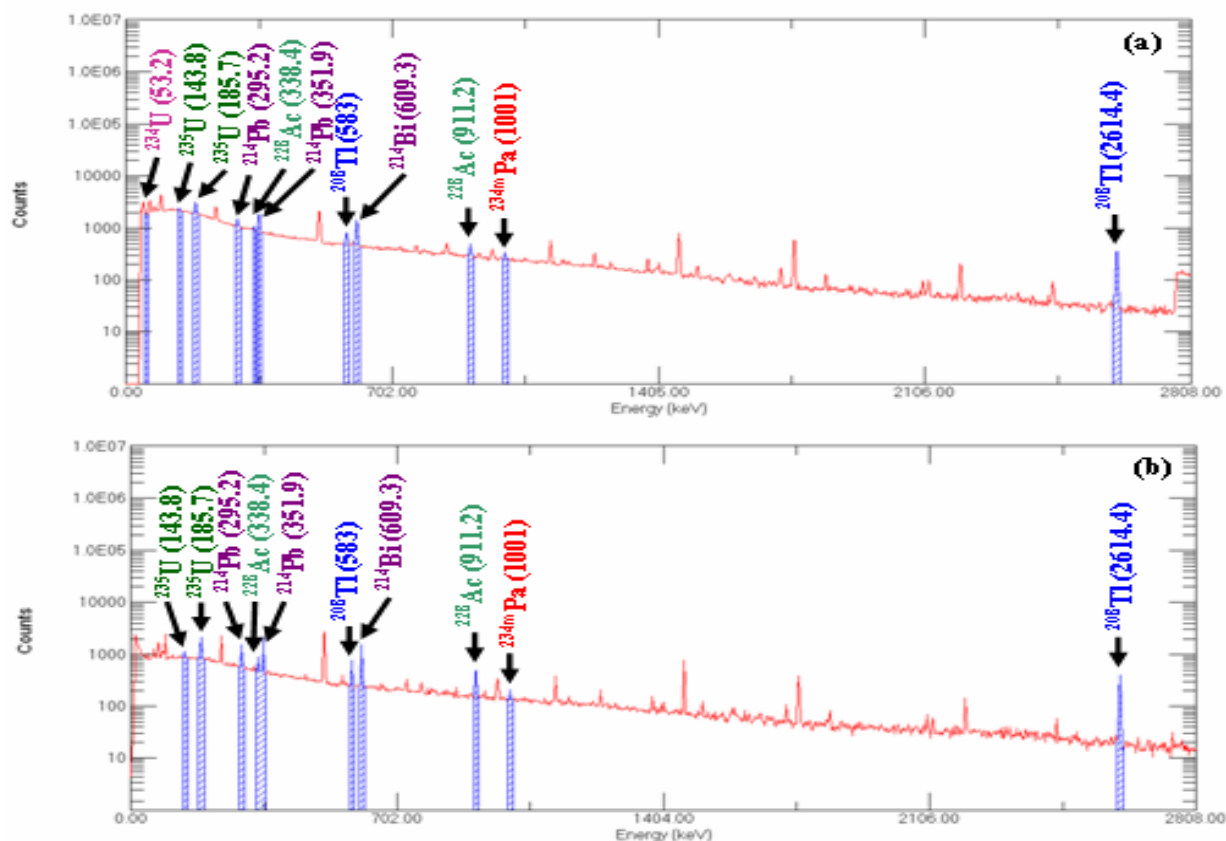 (a)
²³⁴U (53.2)
²³⁵U (143.8)
²³⁵U (185.7)
²¹⁴Pb (295.2)
²²⁸Ac (338.4)
²¹⁴Pb (351.9)
²⁰⁸Tl (583)
²¹⁴Bi (609.3)
²²⁸Ac (911.2)
²³⁴ᵐPa (1001)
²⁰⁸Tl (2614.4)
1.0E07
1.0E06
1.0E05
10000
1000
100
10
Counts
0.00 702.00 1405.00 2106.00 2808.00
Energy (keV)
(b)
²³⁵U (143.8)
²³⁵U (185.7)
²¹⁴Pb (295.2)
²²⁸Ac (338.4)
²¹⁴Pb (351.9)
²⁰⁸Tl (583)
²¹⁴Bi (609.3)
²²⁸Ac (911.2)
²³⁴ᵐPa (1001)
²⁰⁸Tl (2614.4)
1.0E07
1.0E06
1.0E05
10000
1000
100
10
Counts
0.00 702.00 1404.00 2106.00 2808.00
Energy (keV)